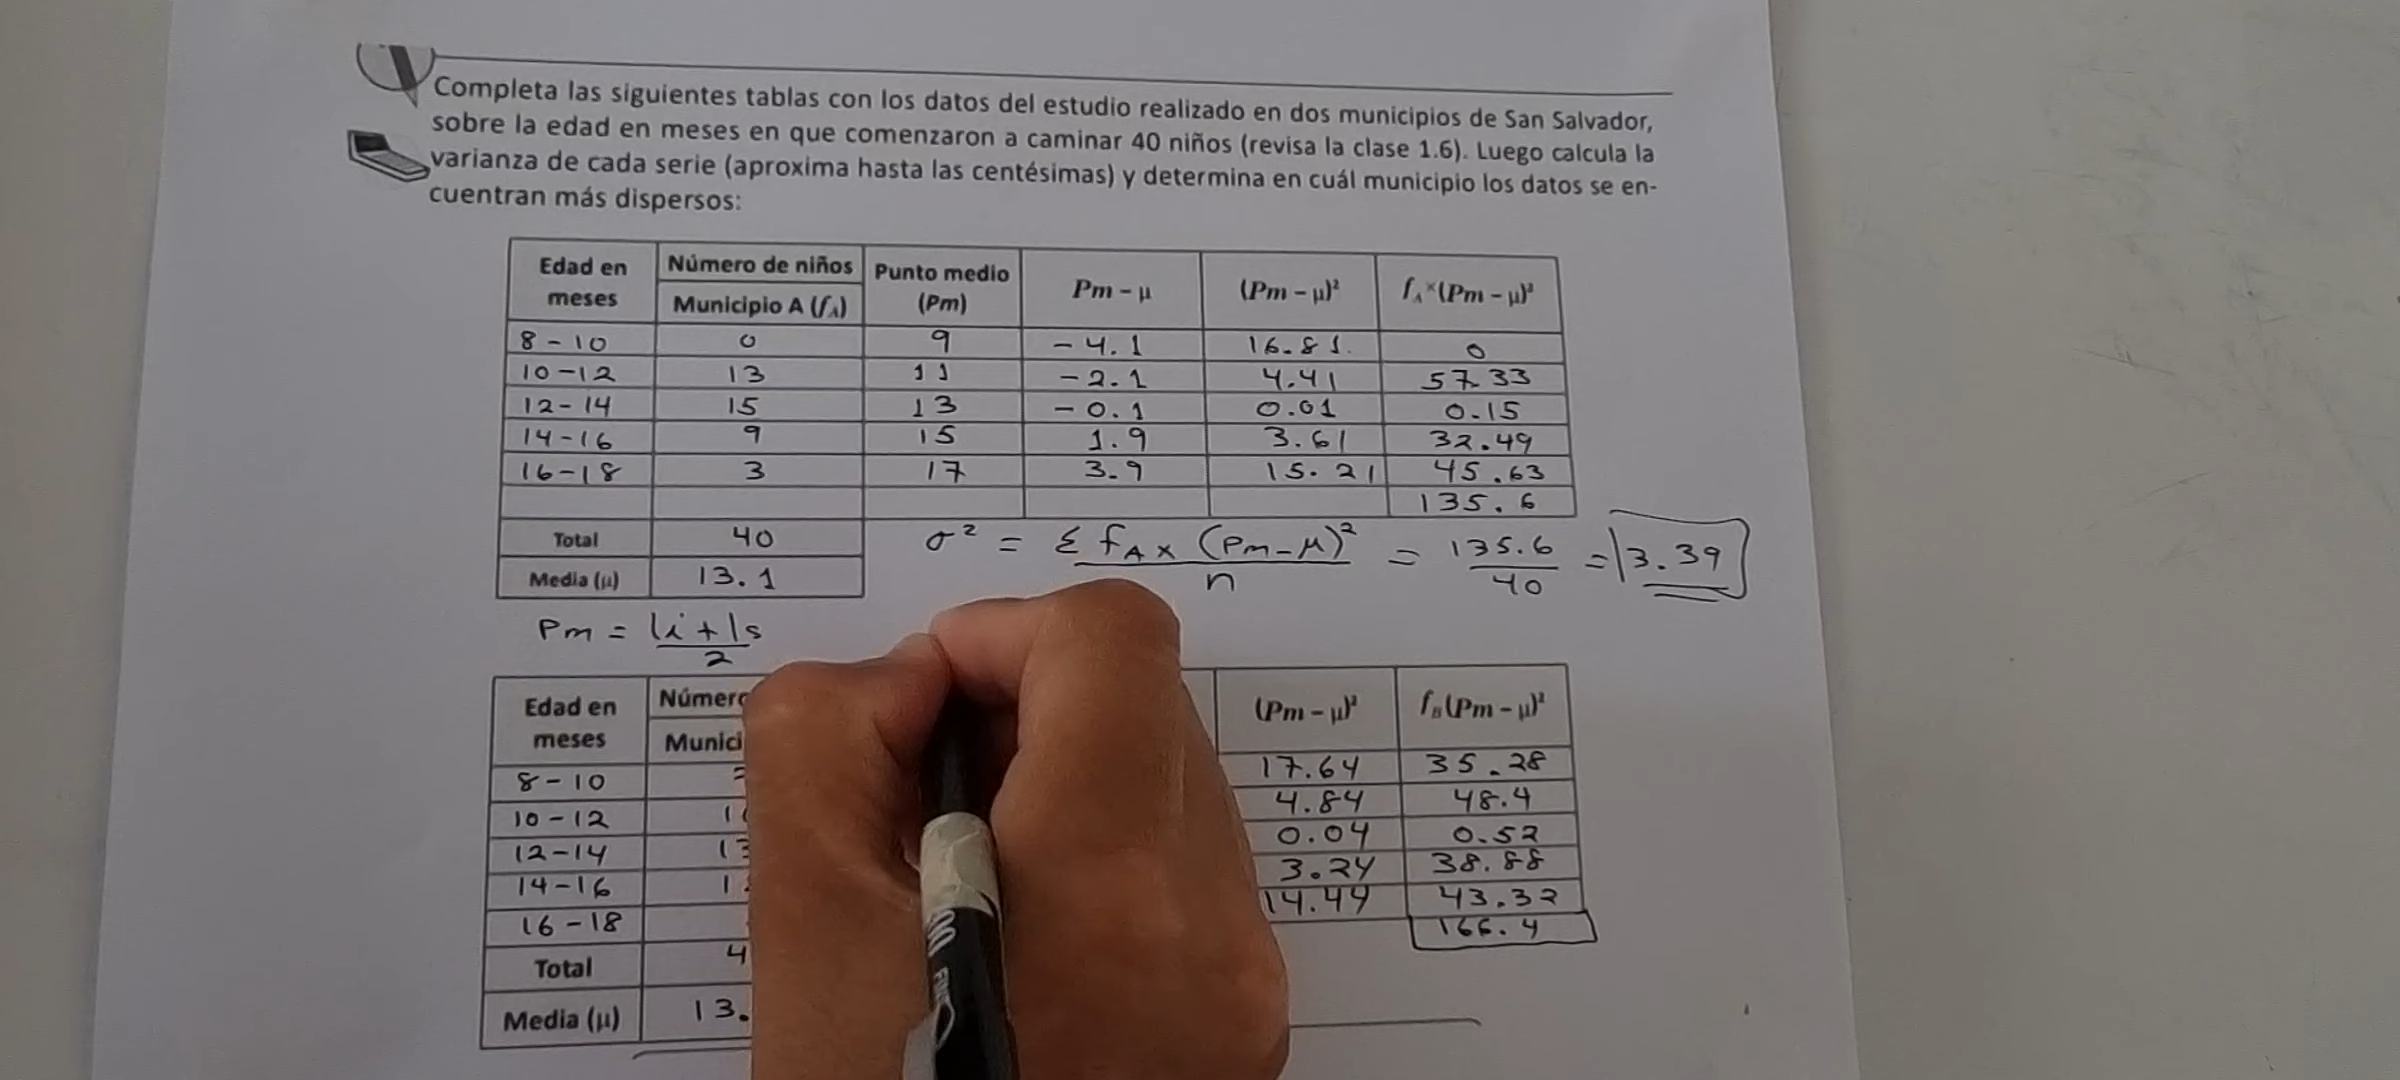 Completa las siguientes tablas con los datos del estudio realizado en dos municipios de San Salvador,
sobre la edad en meses en que comenzaron a caminar 40 niños (revisa la clase 1.6). Luego calcula la
varianza de cada serie (aproxima hasta las centésimas) y determina en cuál municipio los datos se en-
cuentran más dispersos:
Edad en meses Número de niños Municipio A (f_A) Punto medio (Pm) Pm - μ (Pm - μ)² f_A×(Pm - μ)²
8-10 0 9 -4.1 16.81. 0
10-12 13 11 -2.1 4.41 57.33
12-14 15 13 -0.1 0.01 0.15
14-16 9 15 1.9 3.61 32.49
16-18 3 17 3.9 15.21 45.63
135.6
Total 40
Media (μ) 13.1
σ² = Σ f_A x (Pm-μ)² / n = 135.6 / 40 = 3.39
Pm = li + ls / 2
Edad en meses (Pm - μ)² f_B(Pm - μ)²
8-10 17.64 35.28
10-12 4.84 48.4
12-14 0.04 0.52
14-16 3.24 38.88
16-18 14.44 43.32
166.4
Total
Media (μ) 13.